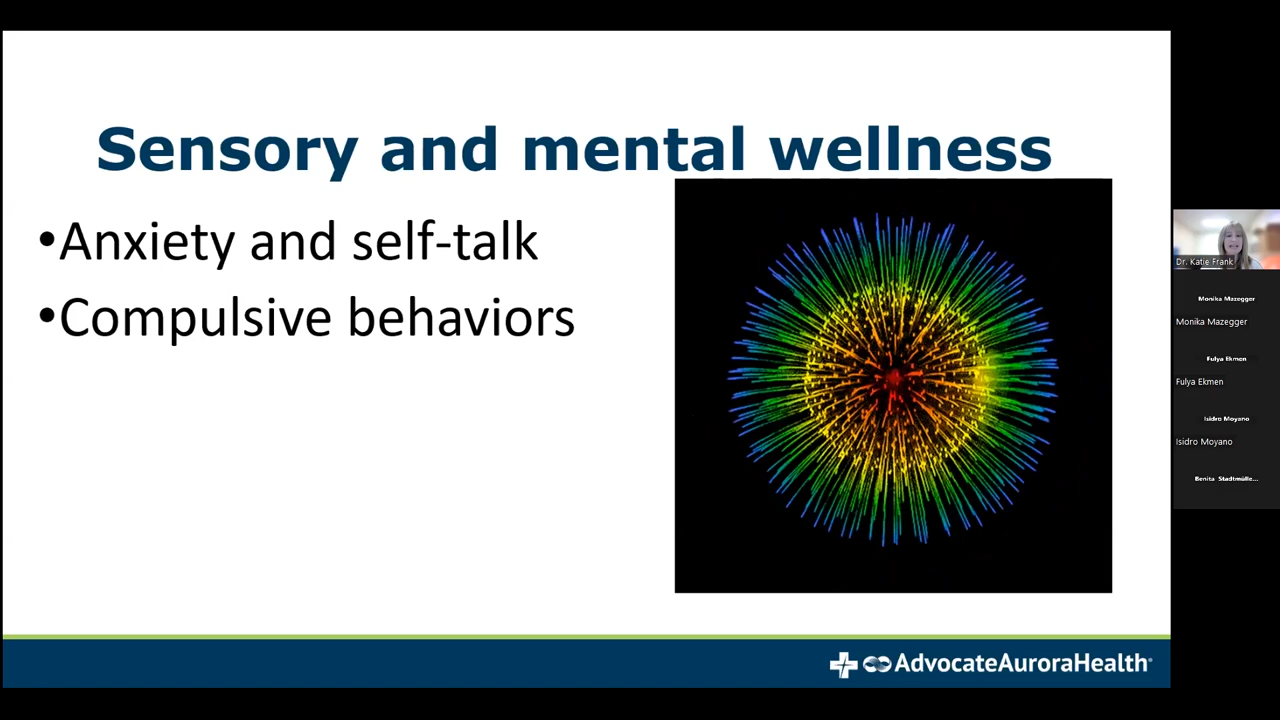 Sensory and mental wellness
•Anxiety and self-talk
•Compulsive behaviors
AdvocateAuroraHealth®
Dr. Katie Frank
Monika Mazegger
Monika Mazegger
Fulya Ekmen
Fulya Ekmen
Isidro Moyano
Isidro Moyano
Benita Stadtmülle...